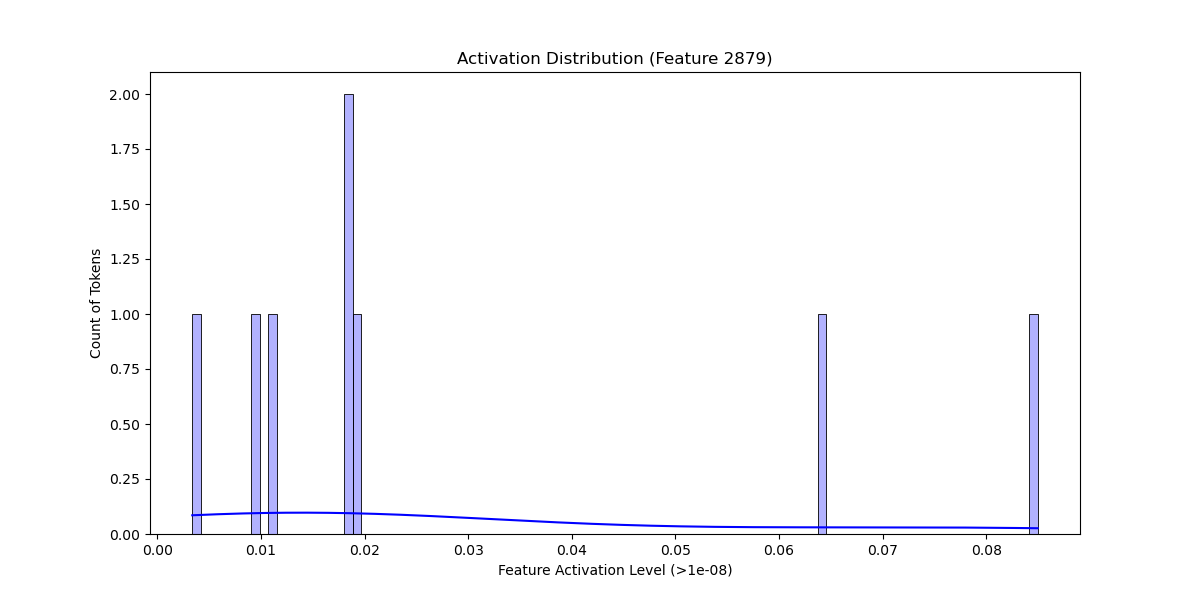 Activation Distribution (Feature 2879)
2.00
1.75
1.50
1.25
1.00
0.75
0.50
0.25
0.00
Count of Tokens
0.00 0.01 0.02 0.03 0.04 0.05 0.06 0.07 0.08
Feature Activation Level (>1e-08)